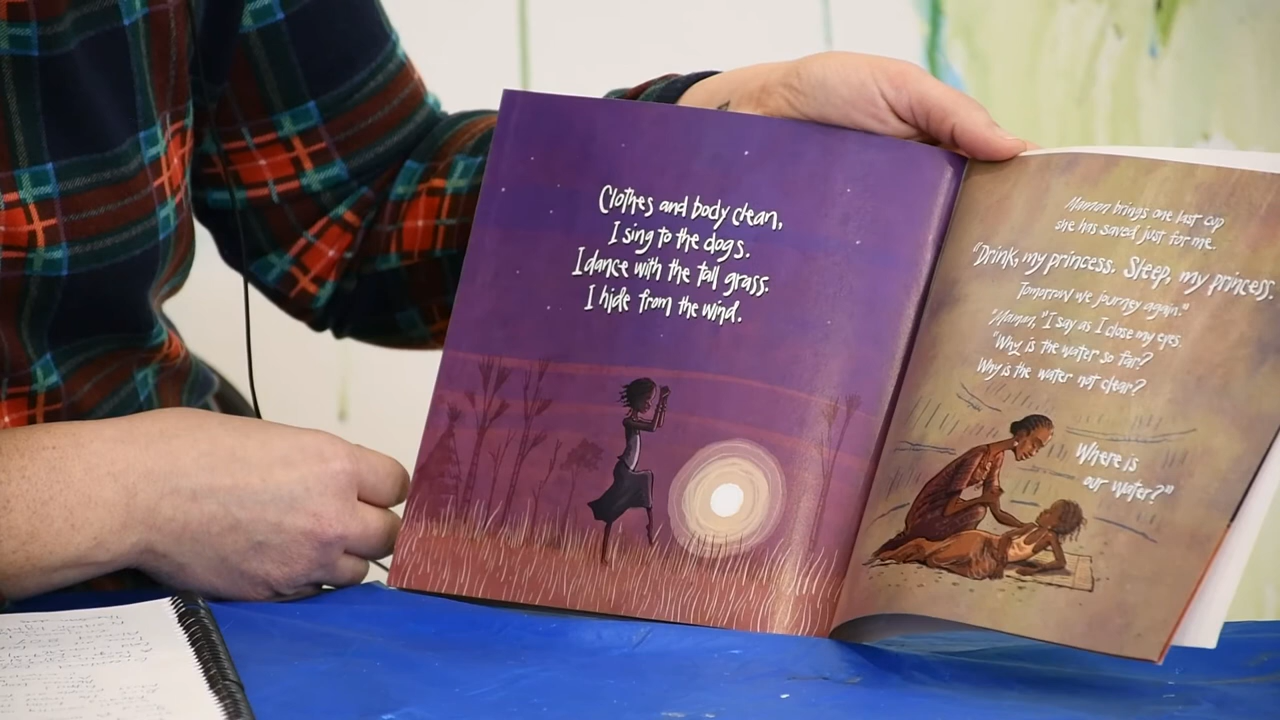 Clothes and body clean,
I sing to the dogs.
I dance with the tall grass.
I hide from the wind.
Maman brings one last cup
she has saved just for me.
"Drink, my princess. Sleep, my princess.
Tomorrow we journey again."
"Maman," I say as I close my eyes.
"Why is the water so far?
Why is the water not clear?
Where is
our water?"